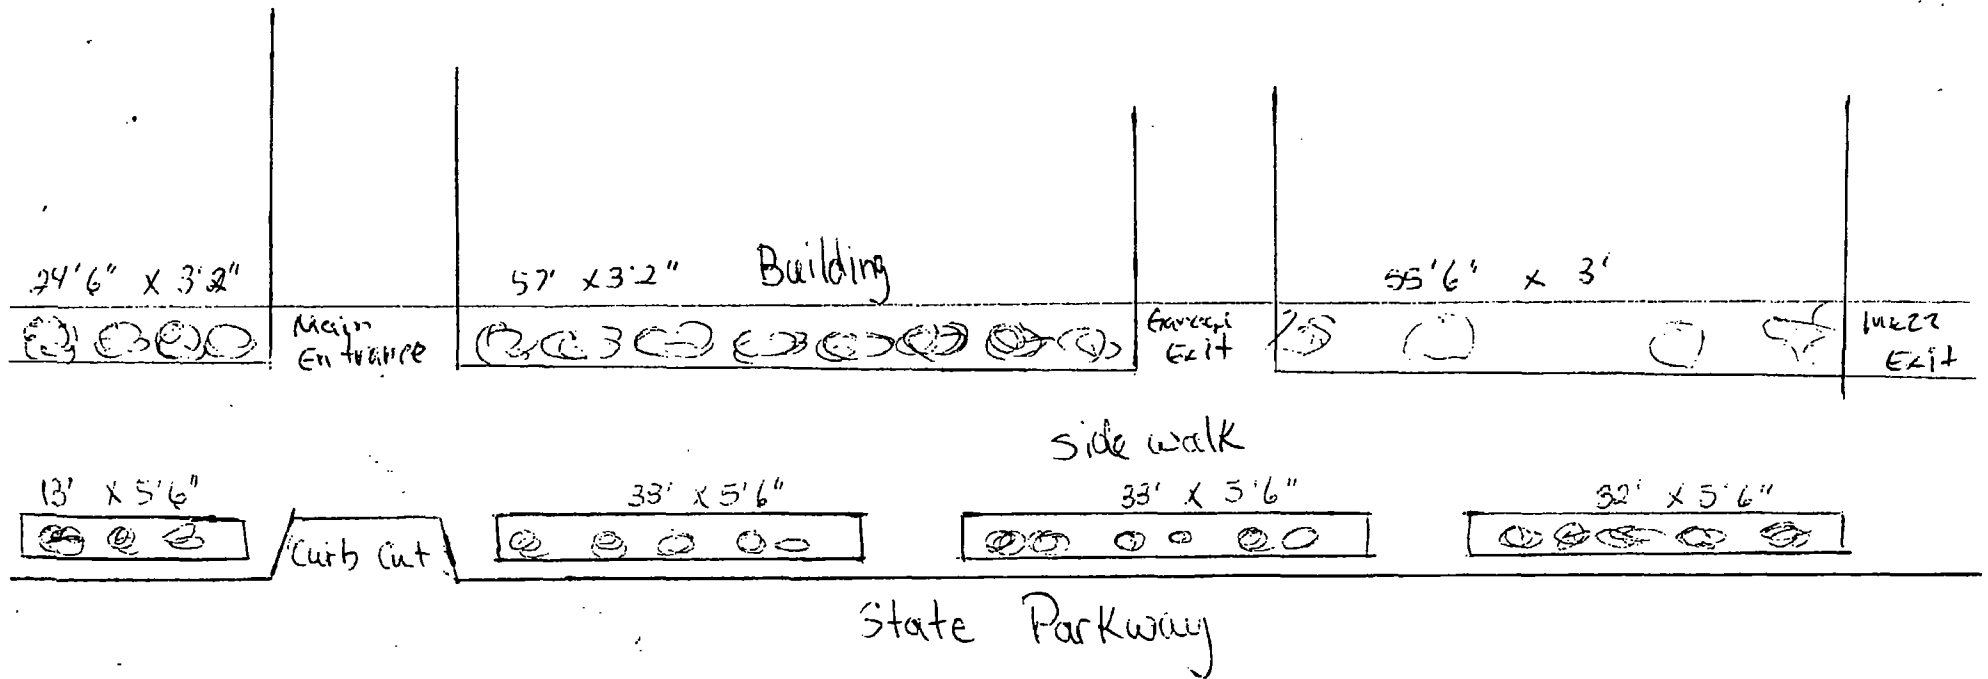 24'6" x 3'2"
57' x 3'2"
Building
55'6" x 3'
Main
Entrance
Exit
Exit
side walk
13' x 5'6"
33' x 5'6"
33' x 5'6"
32' x 5'6"
Curb Cut
State Parkway